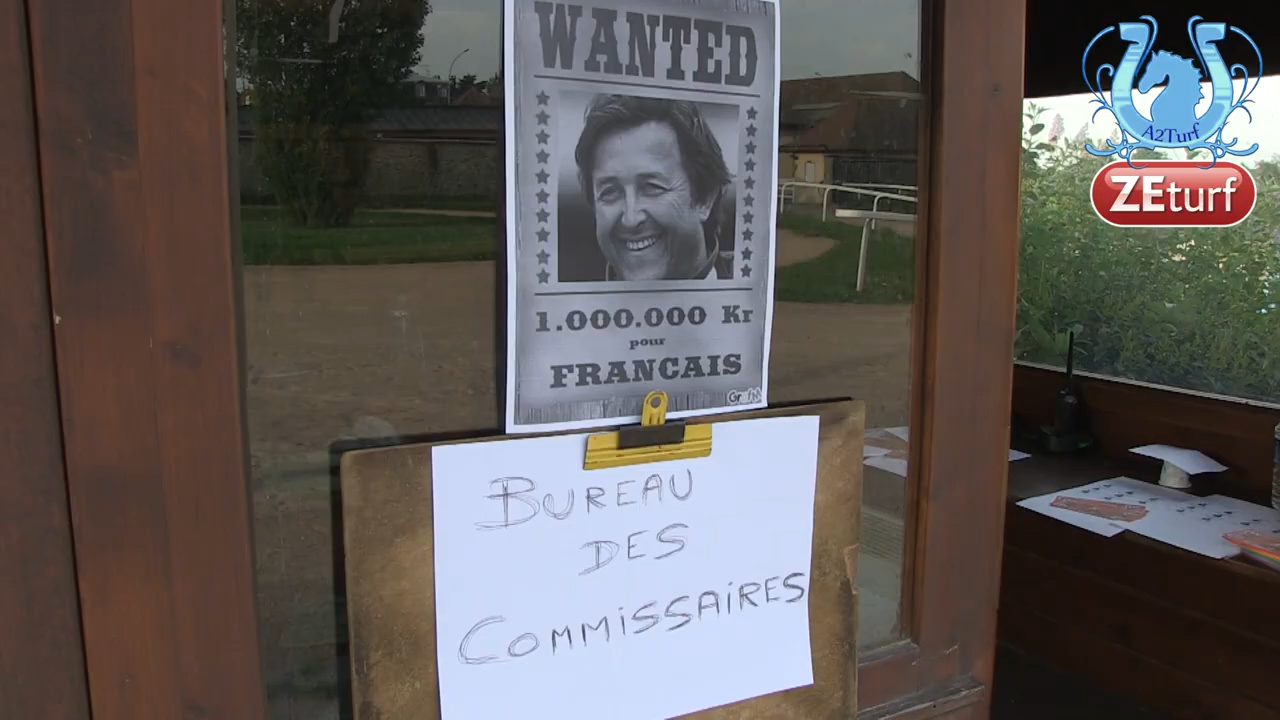 WANTED
1.000.000 Kr
pour
FRANCAIS
BUREAU
DES
COMMISSAIRES
A2Turf
ZEturf